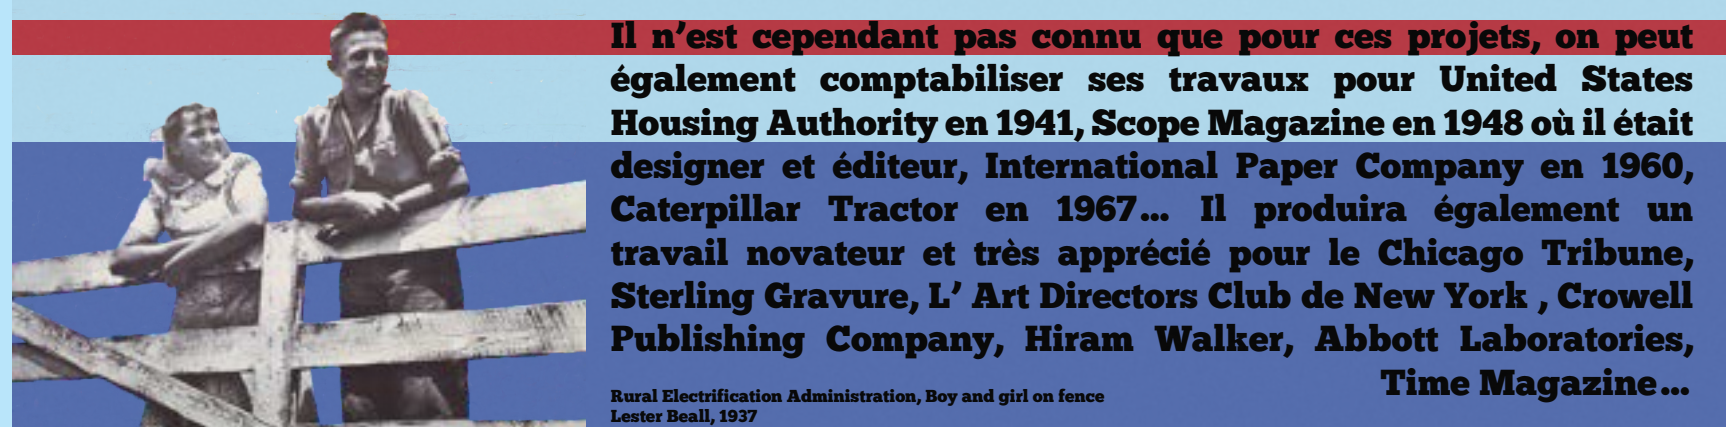 Il n’est cependant pas connu que pour ces projets, on peut
également comptabiliser ses travaux pour United States
Housing Authority en 1941, Scope Magazine en 1948 où il était
designer et éditeur, International Paper Company en 1960,
Caterpillar Tractor en 1967... Il produira également un
travail novateur et très apprécié pour le Chicago Tribune,
Sterling Gravure, L’ Art Directors Club de New York , Crowell
Publishing Company, Hiram Walker, Abbott Laboratories,
Time Magazine...
Rural Electrification Administration, Boy and girl on fence
Lester Beall, 1937